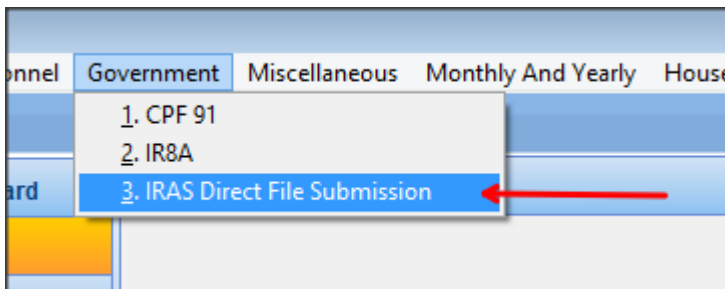 onnel Government Miscellaneous Monthly And Yearly House
1. CPF 91
2. IR8A
ard 3. IRAS Direct File Submission